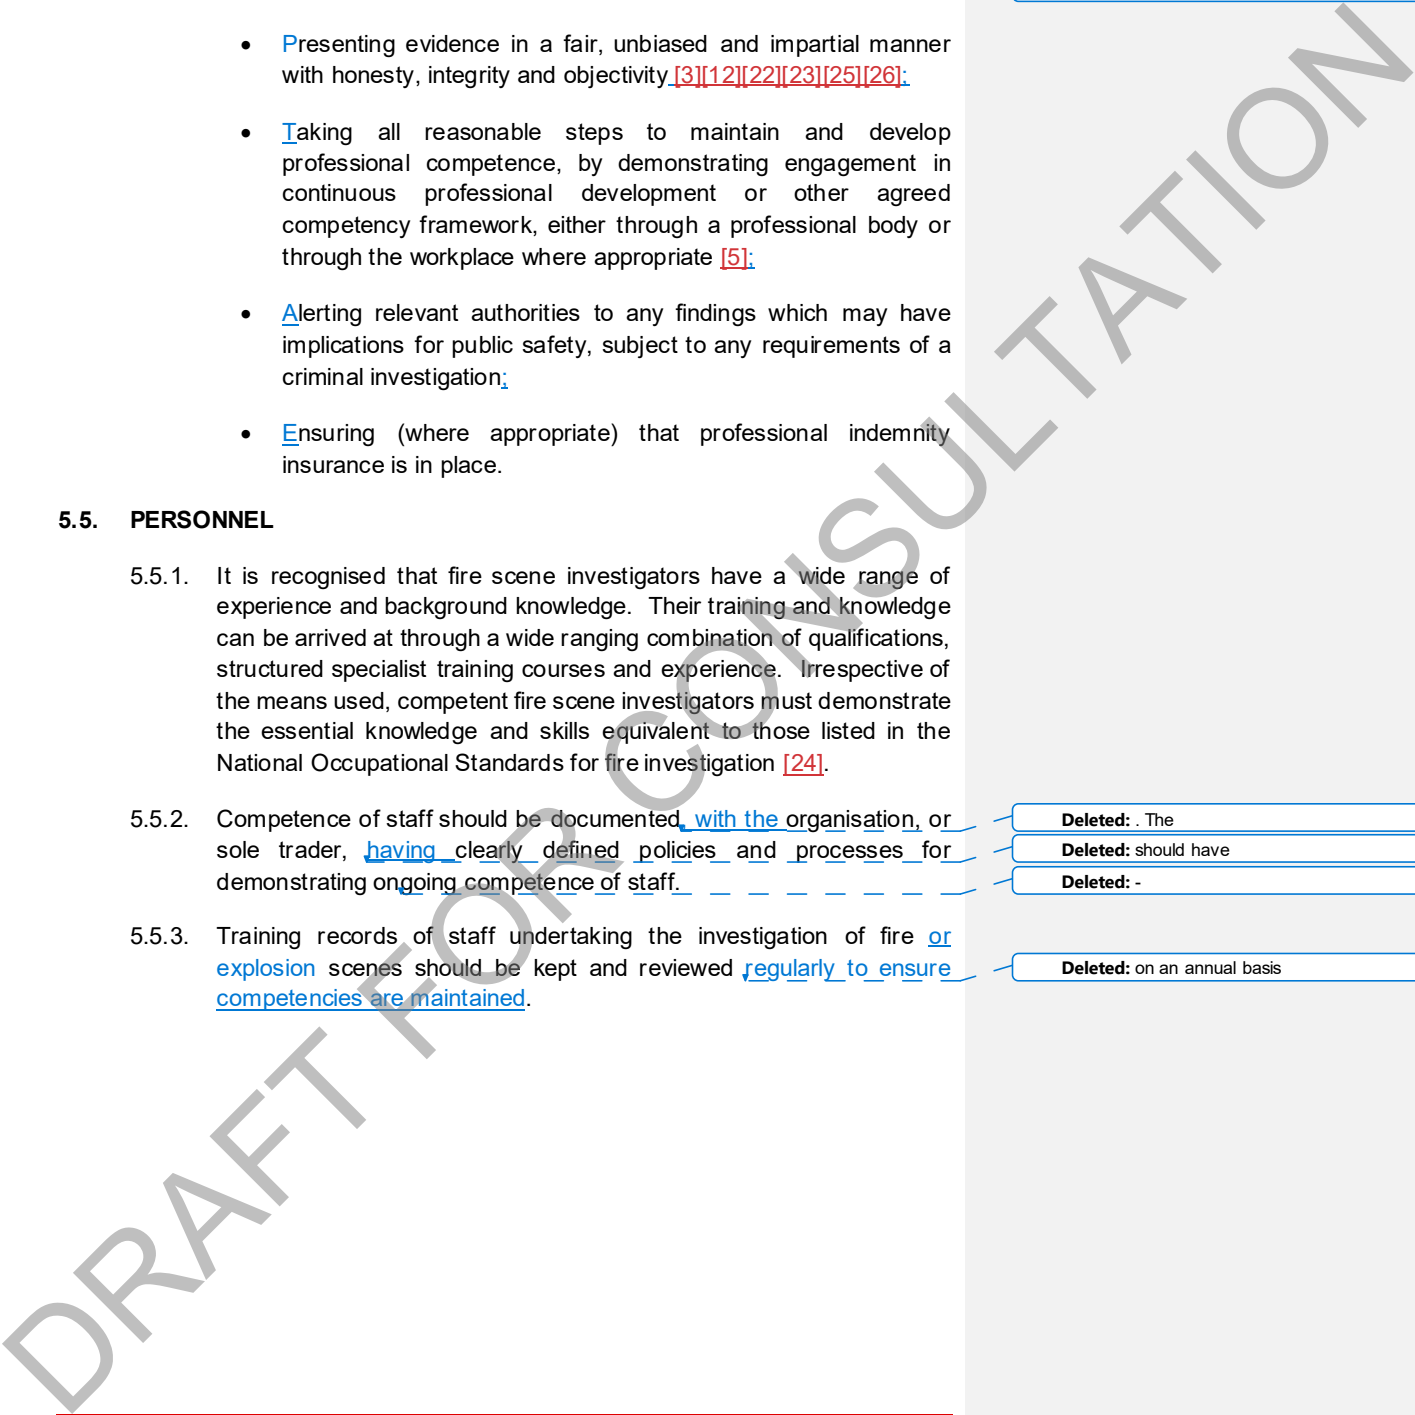 • Presenting evidence in a fair, unbiased and impartial manner
with honesty, integrity and objectivity [3][12][22][23][25][26];
• Taking all reasonable steps to maintain and develop
professional competence, by demonstrating engagement in
continuous professional development or other agreed
competency framework, either through a professional body or
through the workplace where appropriate [5];
• Alerting relevant authorities to any findings which may have
implications for public safety, subject to any requirements of a
criminal investigation;
• Ensuring (where appropriate) that professional indemnity
insurance is in place.
5.5. PERSONNEL
5.5.1. It is recognised that fire scene investigators have a wide range of
experience and background knowledge. Their training and knowledge
can be arrived at through a wide ranging combination of qualifications,
structured specialist training courses and experience. Irrespective of
the means used, competent fire scene investigators must demonstrate
the essential knowledge and skills equivalent to those listed in the
National Occupational Standards for fire investigation [24].
5.5.2. Competence of staff should be documented, with the organisation, or
sole trader, having clearly defined policies and processes for
demonstrating ongoing competence of staff.
5.5.3. Training records of staff undertaking the investigation of fire or
explosion scenes should be kept and reviewed regularly to ensure
competencies are maintained.
Deleted: . The
Deleted: should have
Deleted: -
Deleted: on an annual basis
DRAFT FOR CONSULTATION